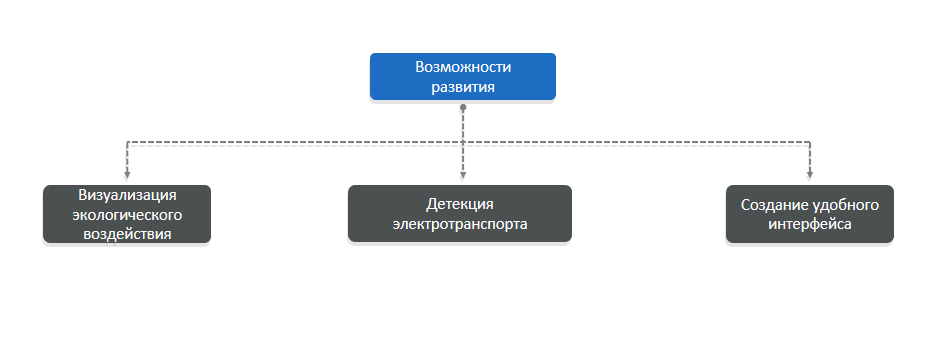 Возможности
развития
Визуализация
экологического
воздействия
Детекция
электротранспорта
Создание удобного
интерфейса